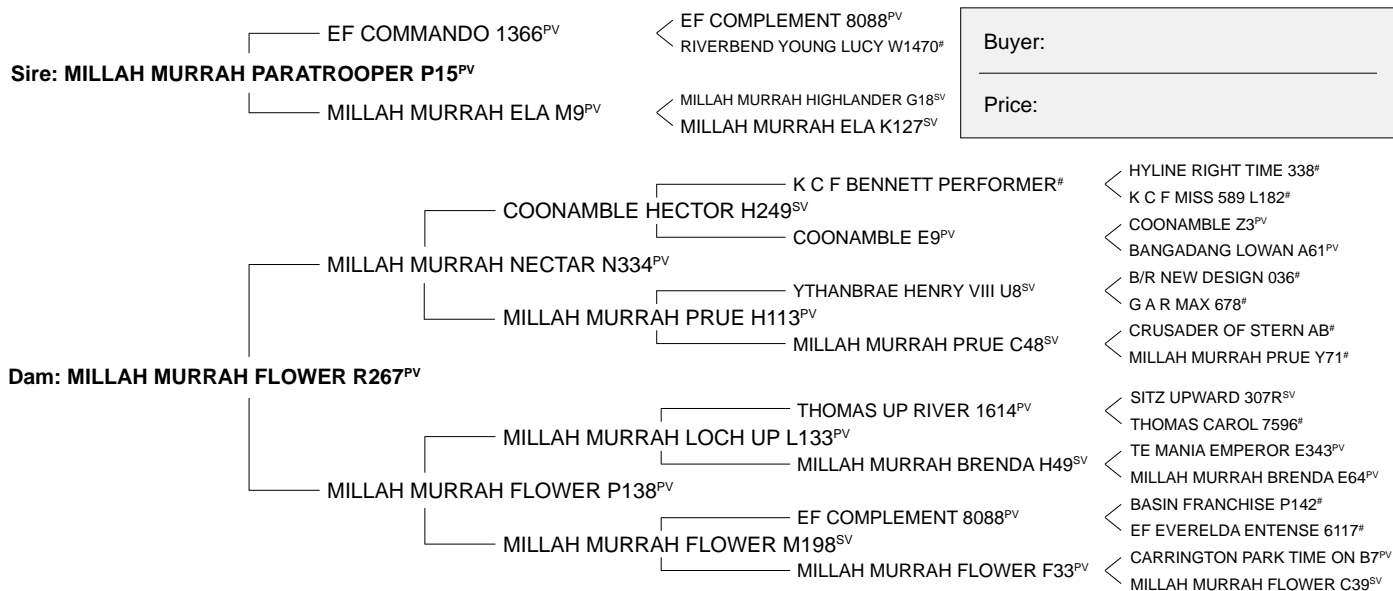 EF COMMANDO 1366PV
EF COMPLEMENT 8088PV
RIVERBEND YOUNG LUCY W1470#
Sire: MILLAH MURRAH PARATROOPER P15PV
MILLAH MURRAH ELA M9PV
MILLAH MURRAH HIGHLANDER G18SV
MILLAH MURRAH ELA K127SV
Buyer:
Price:
HYLINE RIGHT TIME 338#
K C F BENNETT PERFORMER#
K C F MISS 589 L182#
COONAMBLE HECTOR H249SV
COONAMBLE Z3PV
COONAMBLE E9PV
BANGADANG LOWAN A61PV
MILLAH MURRAH NECTAR N334PV
B/R NEW DESIGN 036#
YTHANBRAE HENRY VIII U8SV
G A R MAX 678#
MILLAH MURRAH PRUE H113PV
CRUSADER OF STERN AB#
MILLAH MURRAH PRUE C48SV
MILLAH MURRAH PRUE Y71#
Dam: MILLAH MURRAH FLOWER R267PV
SITZ UPWARD 307RSV
THOMAS UP RIVER 1614PV
THOMAS CAROL 7596#
MILLAH MURRAH LOCH UP L133PV
TE MANIA EMPEROR E343PV
MILLAH MURRAH BRENDA H49SV
MILLAH MURRAH BRENDA E64PV
MILLAH MURRAH FLOWER P138PV
BASIN FRANCHISE P142#
EF COMPLEMENT 8088PV
EF EVERELDA ENTENSE 6117#
MILLAH MURRAH FLOWER M198SV
CARRINGTON PARK TIME ON B7PV
MILLAH MURRAH FLOWER F33PV
MILLAH MURRAH FLOWER C39SV